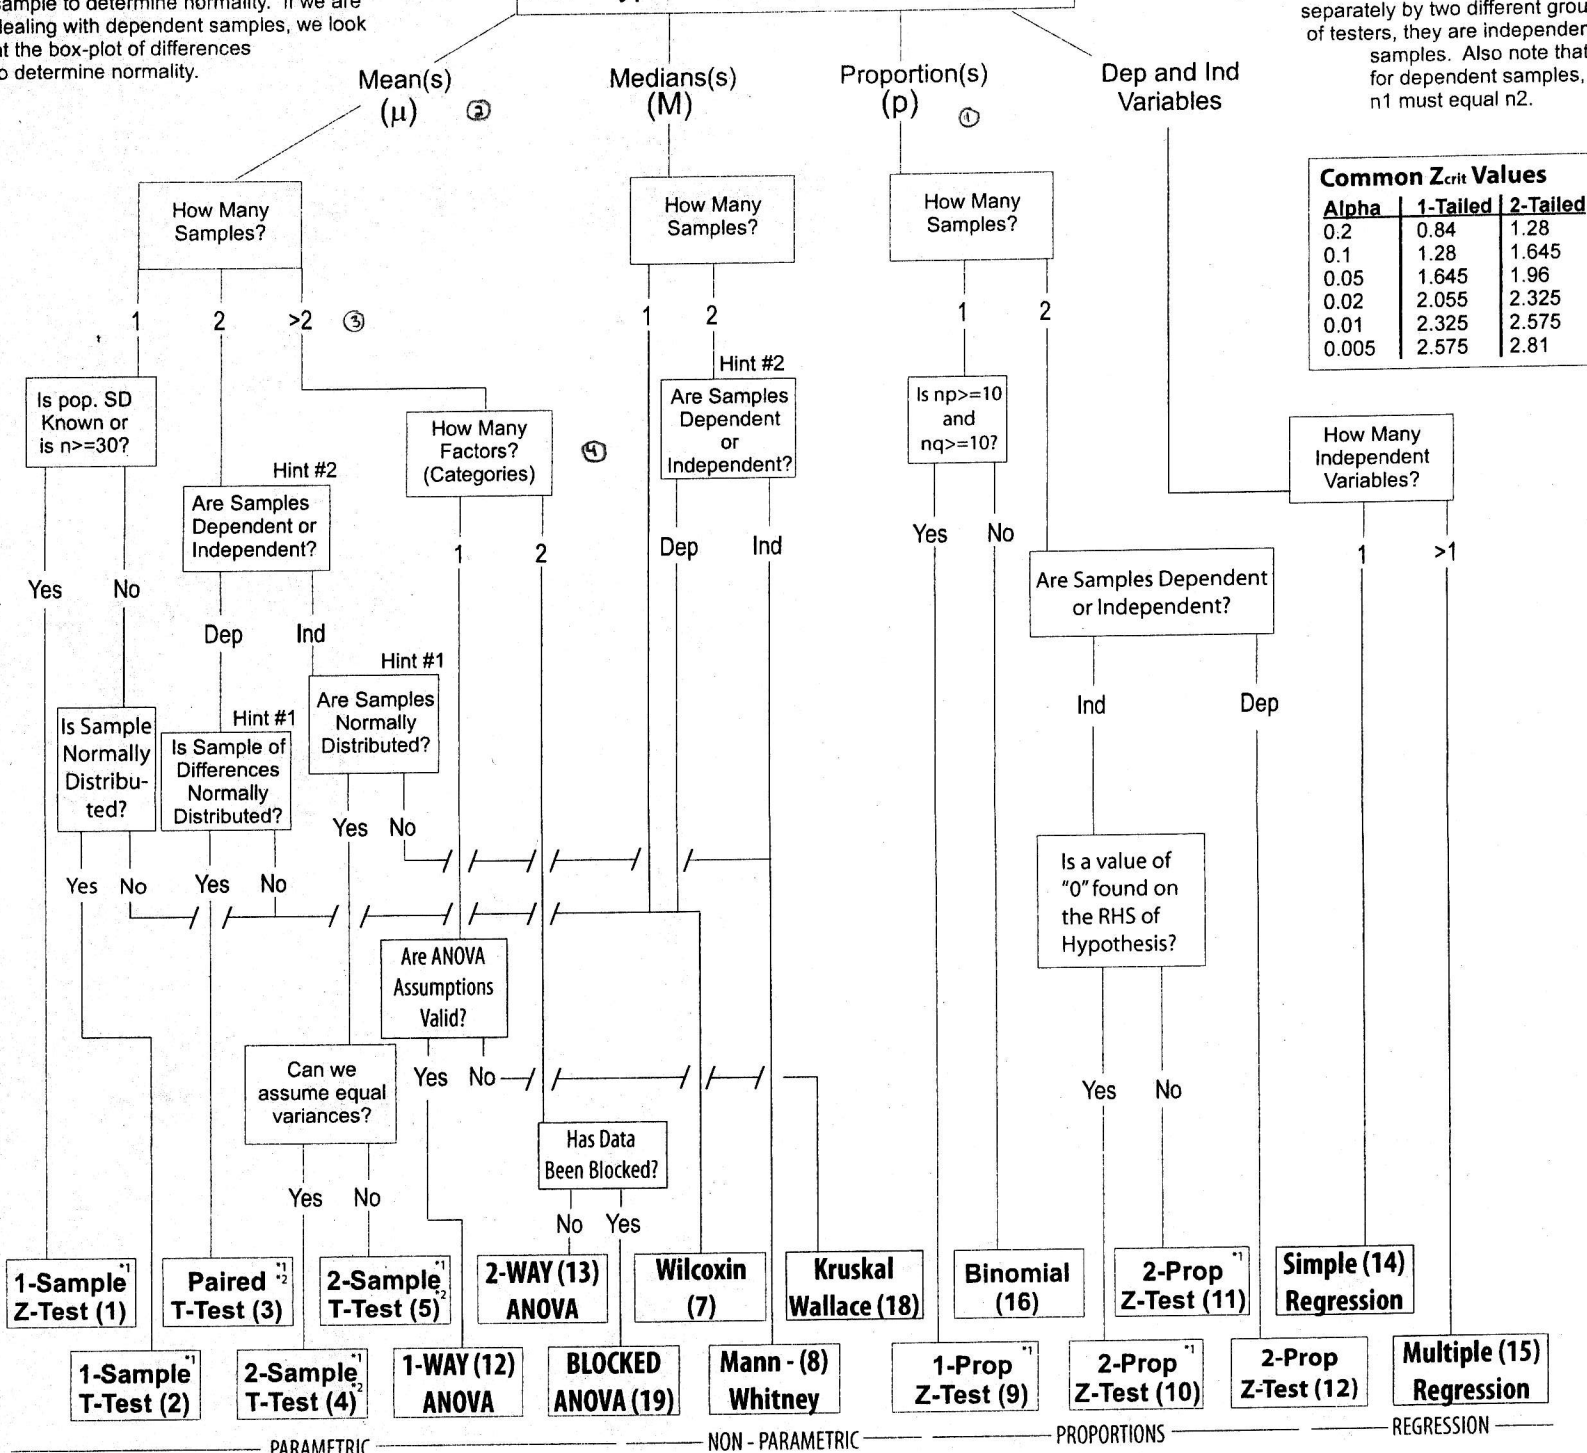 sample to determine normality. If we are
dealing with dependent samples, we look
at the box-plot of differences
to determine normality.
separately by two different grou
of testers, they are independen
samples. Also note that
for dependent samples,
n1 must equal n2.
Mean(s)
(μ)
②
Medians(s)
(M)
Proportion(s)
(p)
①
Dep and Ind
Variables
Common Zcrit Values
Alpha 1-Tailed 2-Tailed
0.2 0.84 1.28
0.1 1.28 1.645
0.05 1.645 1.96
0.02 2.055 2.325
0.01 2.325 2.575
0.005 2.575 2.81
How Many
Samples?
How Many
Samples?
How Many
Samples?
1 2 >2 ③
1 2
1 2
Is pop. SD
Known or
is n>=30?
How Many
Factors?
(Categories)
④
Hint #2
Are Samples
Dependent
or
Independent?
Is np>=10
and
nq>=10?
How Many
Independent
Variables?
Hint #2
Are Samples
Dependent or
Independent?
Yes No
1 2
Dep Ind
Yes No
1 >1
Are Samples Dependent
or Independent?
Dep Ind
Ind Dep
Hint #1
Are Samples
Normally
Distributed?
Is Sample
Normally
Distribu-
ted?
Hint #1
Is Sample of
Differences
Normally
Distributed?
Yes No
Yes No
Yes No
Is a value of
"0" found on
the RHS of
Hypothesis?
Are ANOVA
Assumptions
Valid?
Can we
assume equal
variances?
Yes No
Yes No
Has Data
Been Blocked?
Yes No
No Yes
1-Sample *1
Z-Test (1)
Paired *1 *2
T-Test (3)
2-Sample *1
T-Test (5) *2
2-WAY (13)
ANOVA
Wilcoxin
(7)
Kruskal
Wallace (18)
Binomial
(16)
2-Prop *1
Z-Test (11)
Simple (14)
Regression
1-Sample *1
T-Test (2)
2-Sample *1
T-Test (4) *2
1-WAY (12)
ANOVA
BLOCKED
ANOVA (19)
Mann - (8)
Whitney
1-Prop *1
Z-Test (9)
2-Prop *1
Z-Test (10)
2-Prop
Z-Test (12)
Multiple (15)
Regression
PARAMETRIC
NON - PARAMETRIC
PROPORTIONS
REGRESSION